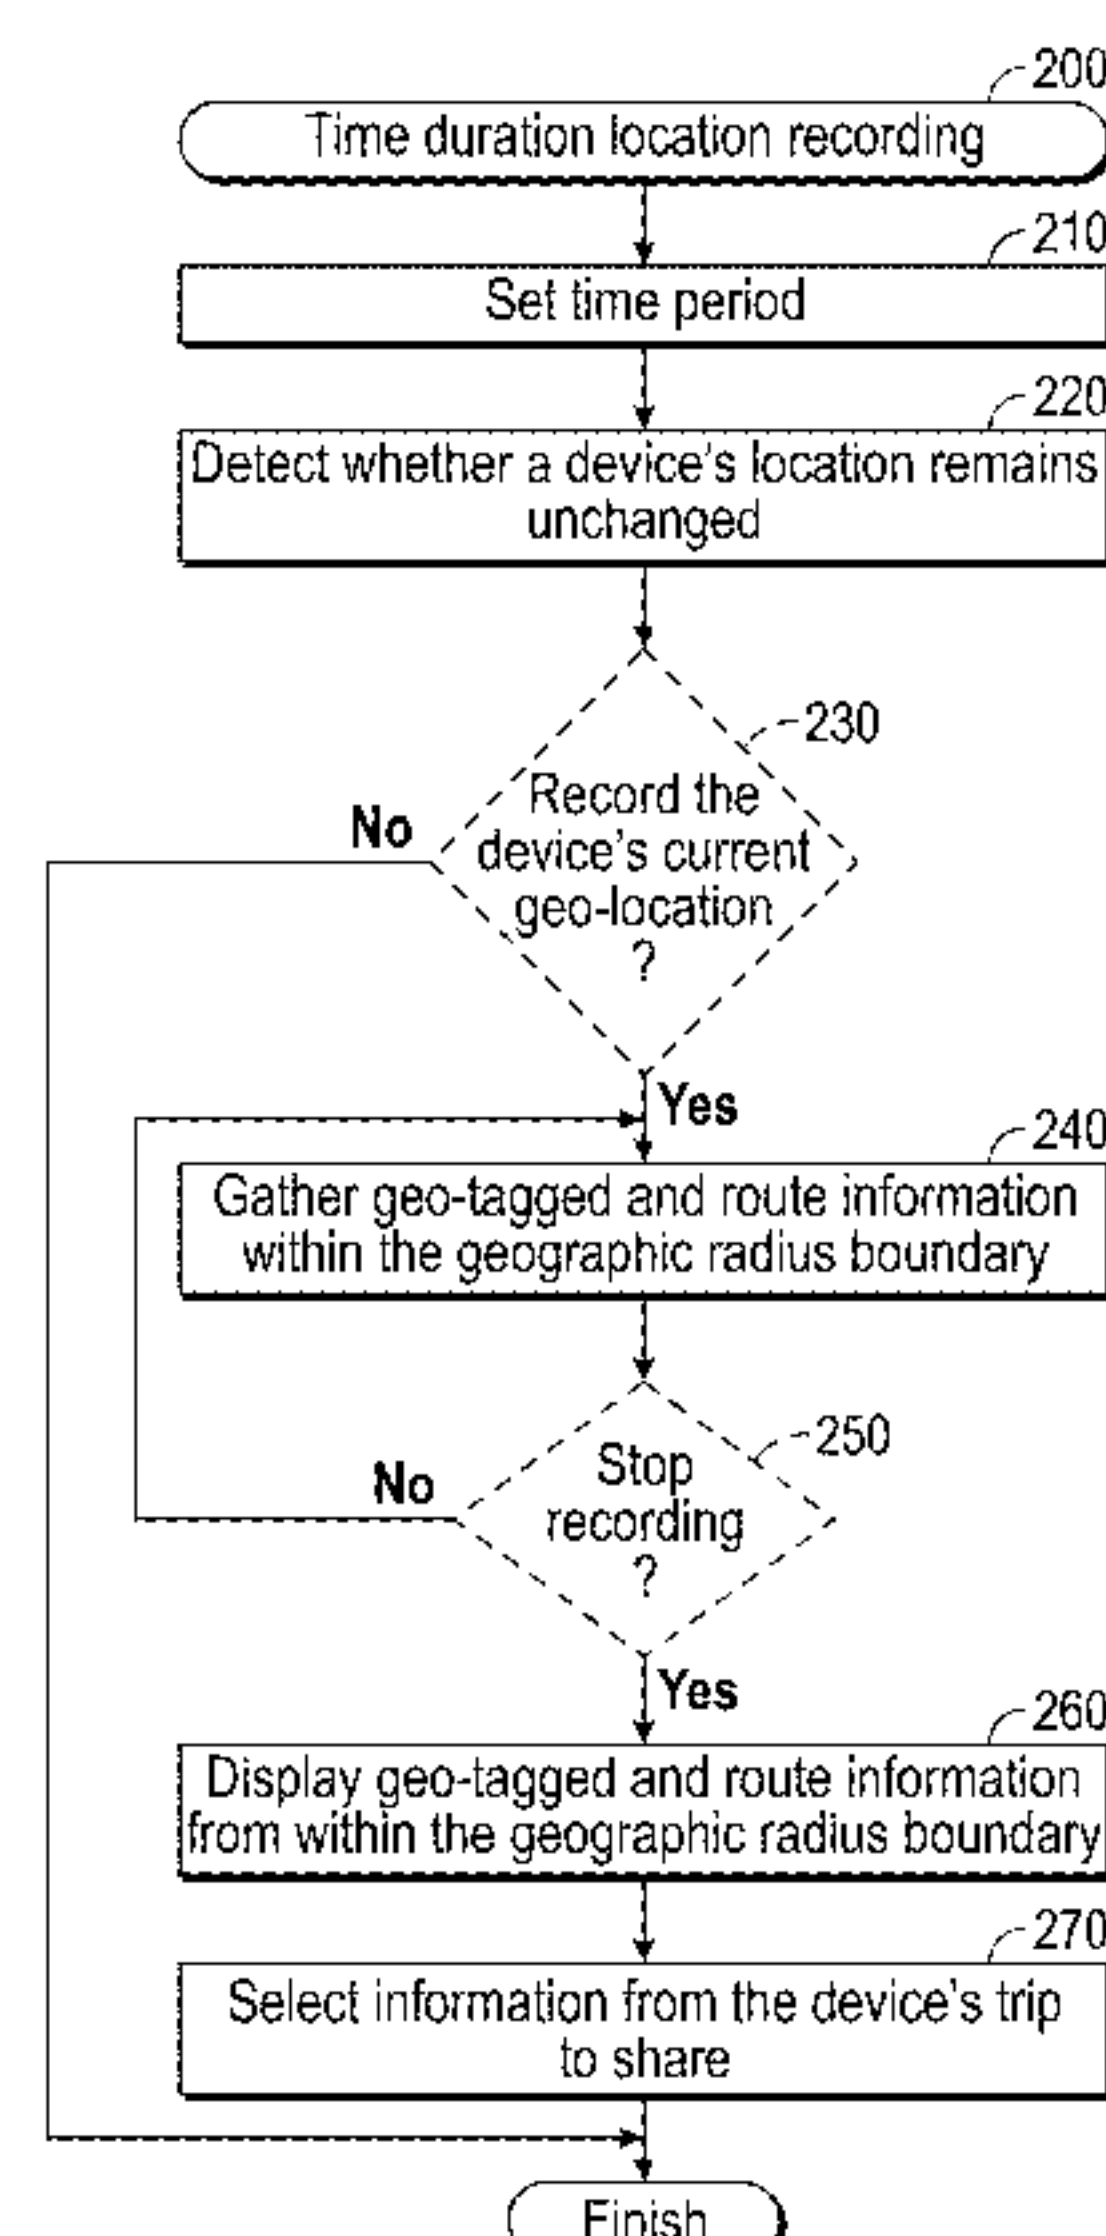 200
Time duration location recording
210
Set time period
220
Detect whether a device's location remains
unchanged
230
Record the
No
device's current
geo-location
?
Yes
240
Gather geo-tagged and route information
within the geographic radius boundary
250
Stop
No
recording
?
Yes
260
Display geo-tagged and route information
from within the geographic radius boundary
270
Select information from the device's trip
to share
Finish